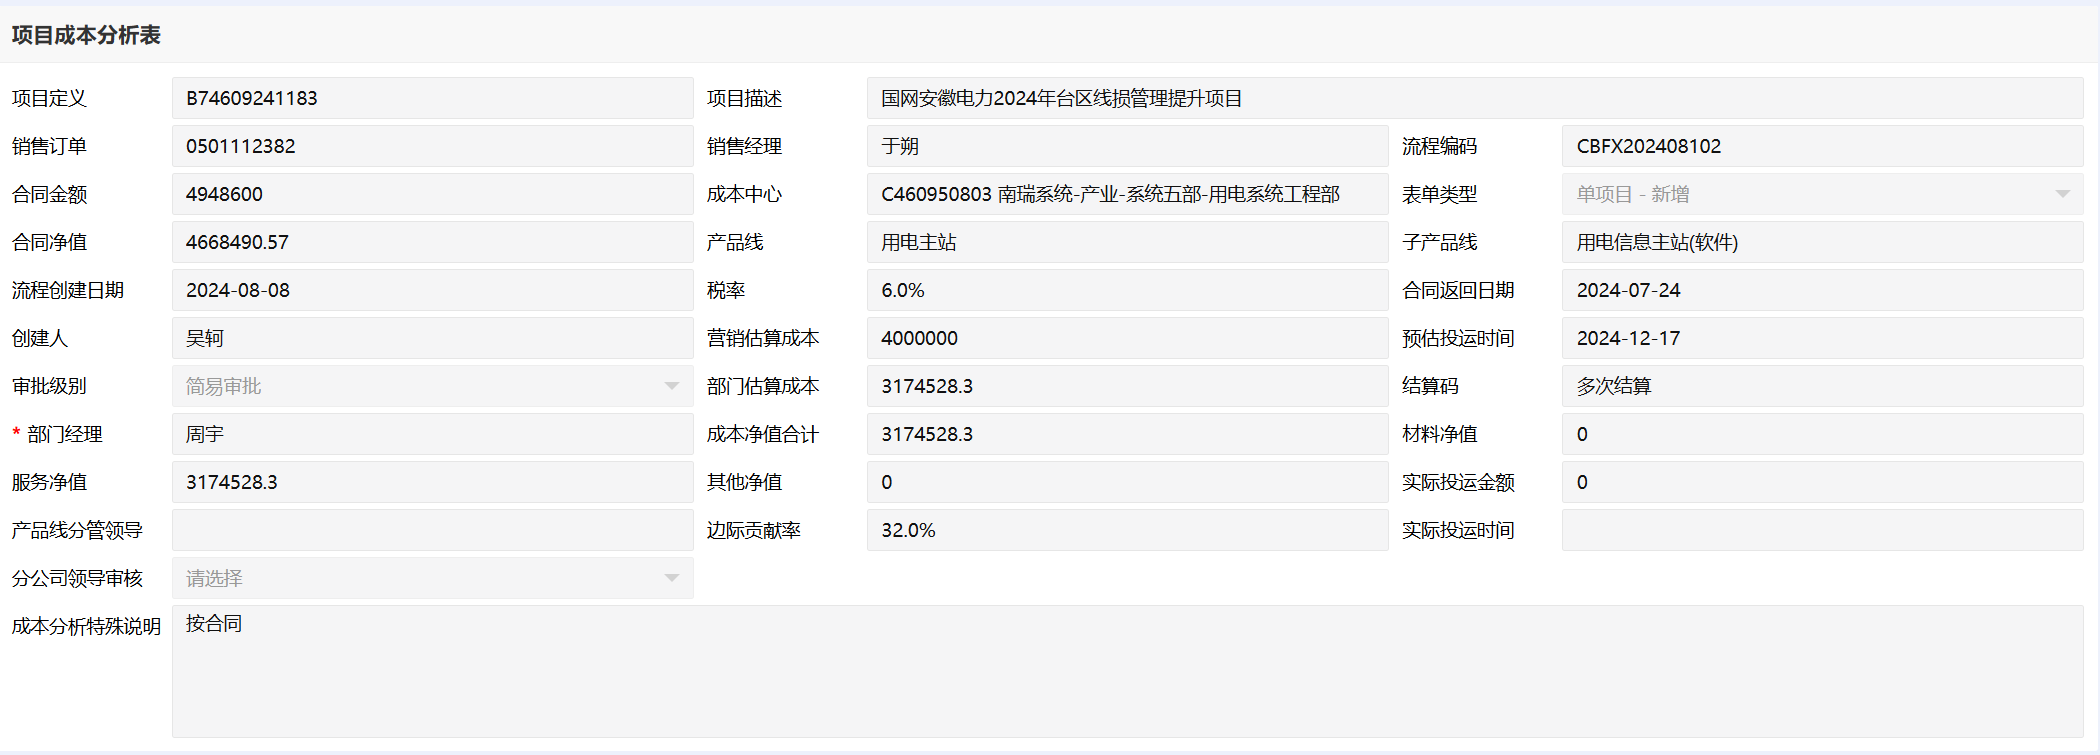 项目成本分析表
项目定义 B74609241183 项目描述 国网安徽电力2024年台区线损管理提升项目
销售订单 0501112382 销售经理 于朔 流程编码 CBFX202408102
合同金额 4948600 成本中心 C460950803 南瑞系统-产业-系统五部-用电系统工程部 表单类型 单项目 - 新增
合同净值 4668490.57 产品线 用电主站 子产品线 用电信息主站(软件)
流程创建日期 2024-08-08 税率 6.0% 合同返回日期 2024-07-24
创建人 吴轲 营销估算成本 4000000 预估投运时间 2024-12-17
审批级别 简易审批 部门估算成本 3174528.3 结算码 多次结算
* 部门经理 周宇 成本净值合计 3174528.3 材料净值 0
服务净值 3174528.3 其他净值 0 实际投运金额 0
产品线分管领导 边际贡献率 32.0% 实际投运时间
分公司领导审核 请选择
成本分析特殊说明 按合同